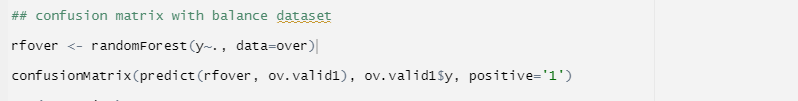 ## confusion matrix with balance dataset
rfover <- randomForest(y~., data=over)
confusionMatrix(predict(rfover, ov.valid1), ov.valid1$y, positive='1')